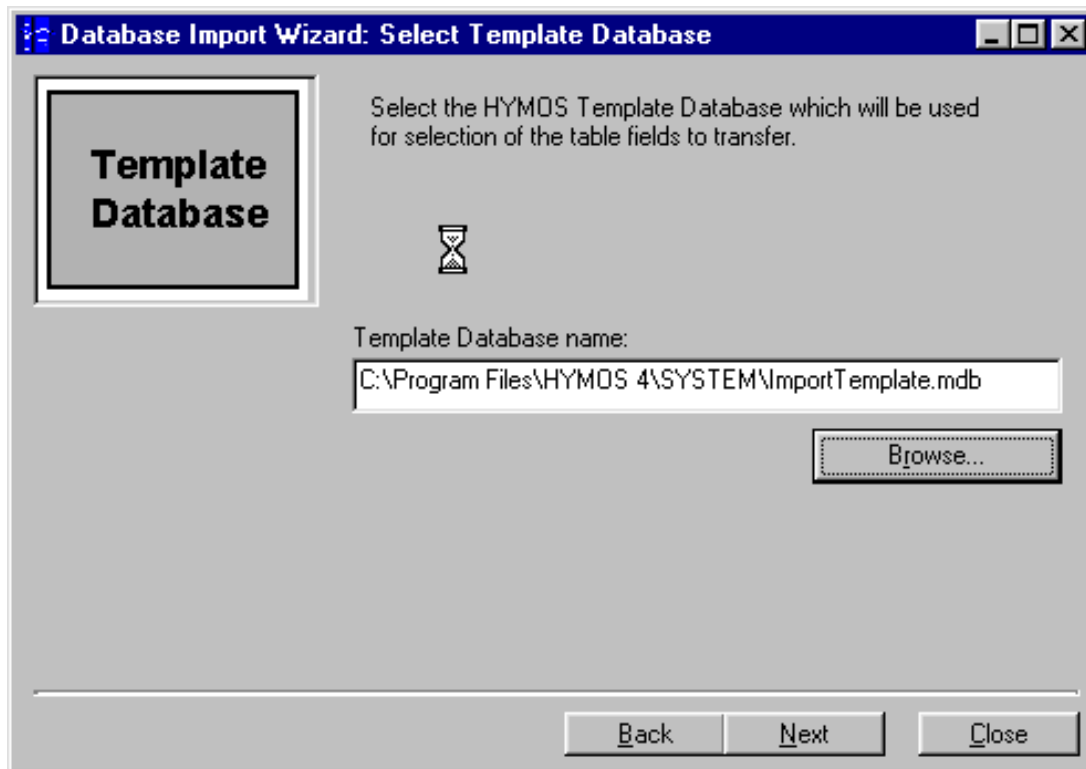 Database Import Wizard: Select Template Database
Template
Database
Select the HYMOS Template Database which will be used
for selection of the table fields to transfer.
Template Database name:
C:\Program Files\HYMOS 4\SYSTEM\ImportTemplate.mdb
Browse...
Back
Next
Close